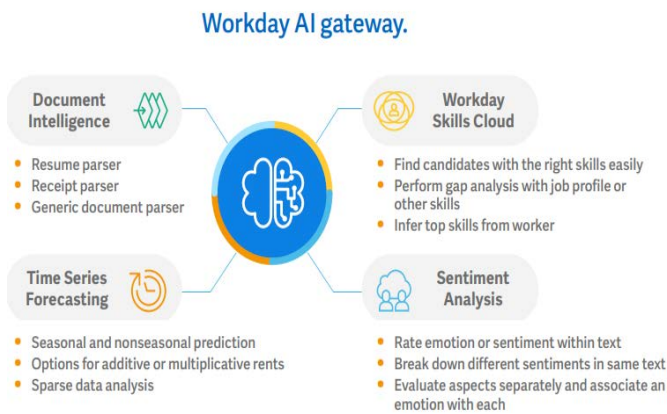 Workday AI gateway.
Document
Intelligence
• Resume parser
• Receipt parser
• Generic document parser
Workday
Skills Cloud
• Find candidates with the right skills easily
• Perform gap analysis with job profile or
other skills
• Infer top skills from worker
Time Series
Forecasting
• Seasonal and nonseasonal prediction
• Options for additive or multiplicative rents
• Sparse data analysis
Sentiment
Analysis
• Rate emotion or sentiment within text
• Break down different sentiments in same text
• Evaluate aspects separately and associate an
emotion with each